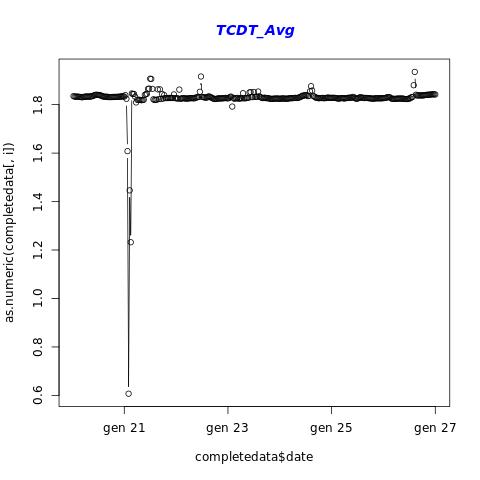 TCDT_Avg
as.numeric(completedata[, i])
1.8
1.6
1.4
1.2
1.0
0.8
0.6
gen 21 gen 23 gen 25 gen 27
completedata$date